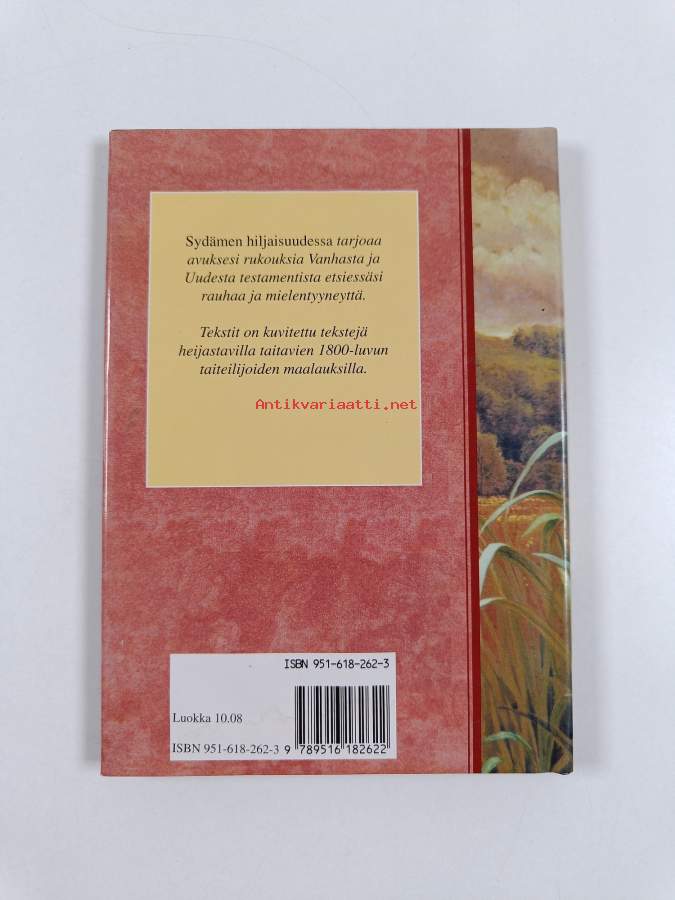 Sydämen hiljaisuudessa tarjoaa
avuksesi rukouksia Vanhasta ja
Uudesta testamentista etsiessäsi
rauhaa ja mielentyyneyttä.
Tekstit on kuvitettu tekstejä
heijastavilla taitavien 1800-luvun
taiteilijoiden maalauksilla.
Antikvariaatti.net
ISBN 951-618-262-3
Luokka 10.08
ISBN 951-618-262-3
9 789516 182622